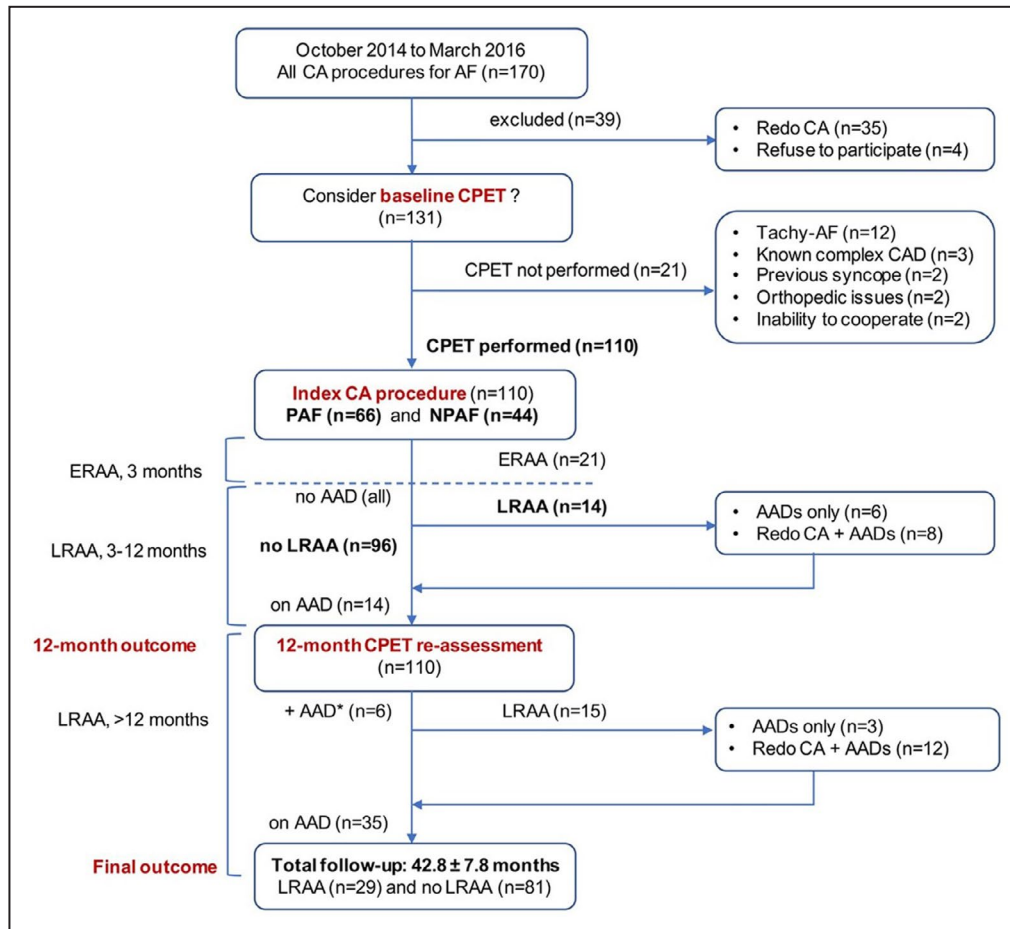 October 2014 to March 2016
All CA procedures for AF (n=170)
excluded (n=39)
• Redo CA (n=35)
• Refuse to participate (n=4)
Consider baseline CPET ?
(n=131)
CPET not performed (n=21)
• Tachy-AF (n=12)
• Known complex CAD (n=3)
• Previous syncope (n=2)
• Orthopedic issues (n=2)
• Inability to cooperate (n=2)
CPET performed (n=110)
Index CA procedure (n=110)
PAF (n=66) and NPAF (n=44)
ERAA, 3 months
ERAA (n=21)
no AAD (all)
LRAA (n=14)
• AADs only (n=6)
• Redo CA + AADs (n=8)
LRAA, 3-12 months
no LRAA (n=96)
on AAD (n=14)
12-month outcome
12-month CPET re-assessment
(n=110)
LRAA, >12 months
+ AAD* (n=6)
LRAA (n=15)
• AADs only (n=3)
• Redo CA + AADs (n=12)
on AAD (n=35)
Final outcome
Total follow-up: 42.8 ± 7.8 months
LRAA (n=29) and no LRAA (n=81)